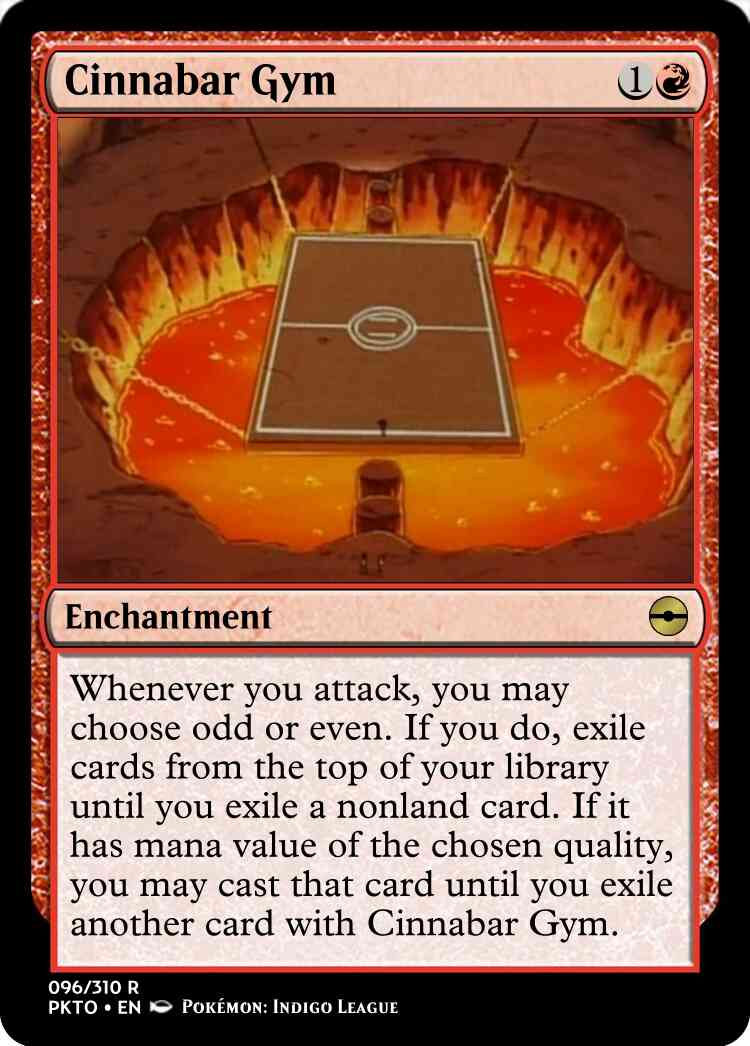 Cinnabar Gym 1
Enchantment
Whenever you attack, you may
choose odd or even. If you do, exile
cards from the top of your library
until you exile a nonland card. If it
has mana value of the chosen quality,
you may cast that card until you exile
another card with Cinnabar Gym.
096/310 R
PKTO • EN Pokémon: Indigo League